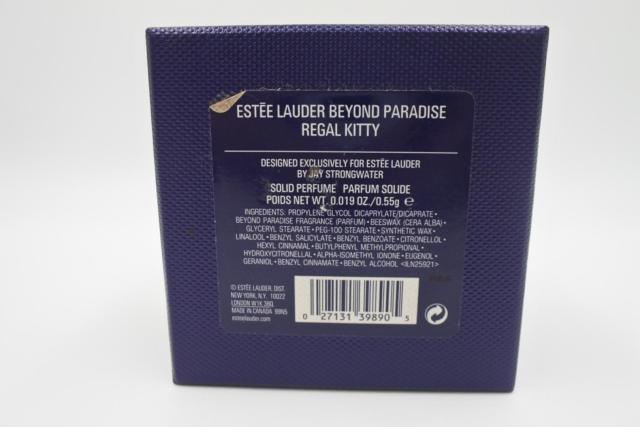 ESTĒE LAUDER BEYOND PARADISE
REGAL KITTY
DESIGNED EXCLUSIVELY FOR ESTĒE LAUDER
BY JAY STRONGWATER
SOLID PERFUME PARFUM SOLIDE
POIDS NET WT. 0.019 OZ./0.55g ℮
INGREDIENTS: PROPYLENE GLYCOL DICAPRYLATE/DICAPRATE •
BEYOND PARADISE FRAGRANCE (PARFUM) • BEESWAX (CERA ALBA) •
GLYCERYL STEARATE • PEG-100 STEARATE • SYNTHETIC WAX •
LINALOOL • BENZYL SALICYLATE • BENZYL BENZOATE • CITRONELLOL •
HEXYL CINNAMAL • BUTYLPHENYL METHYLPROPIONAL •
HYDROXYCITRONELLAL • ALPHA-ISOMETHYL IONONE • EUGENOL •
GERANIOL • BENZYL CINNAMATE • BENZYL ALCOHOL <ILN25921>
© ESTĒE LAUDER, DIST.
NEW YORK, N.Y. 10022
LONDON W1K 3BQ
MADE IN CANADA 99N5
esteelauder.com
0 27131 39890 5